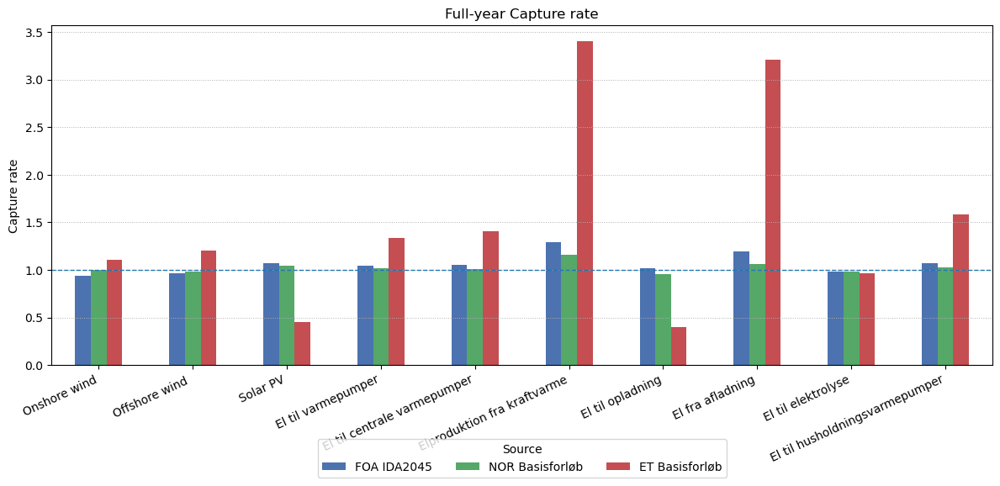 Full-year Capture rate
Capture rate
3.5
3.0
2.5
2.0
1.5
1.0
0.5
0.0
Onshore wind
Offshore wind
Solar PV
El til varmepumper
El til centrale varmepumper
Elproduktion fra kraftvarme
El til opladning
El fra afladning
El til elektrolyse
El til husholdningsvarmepumper
Source
FOA IDA2045
NOR Basisforløb
ET Basisforløb